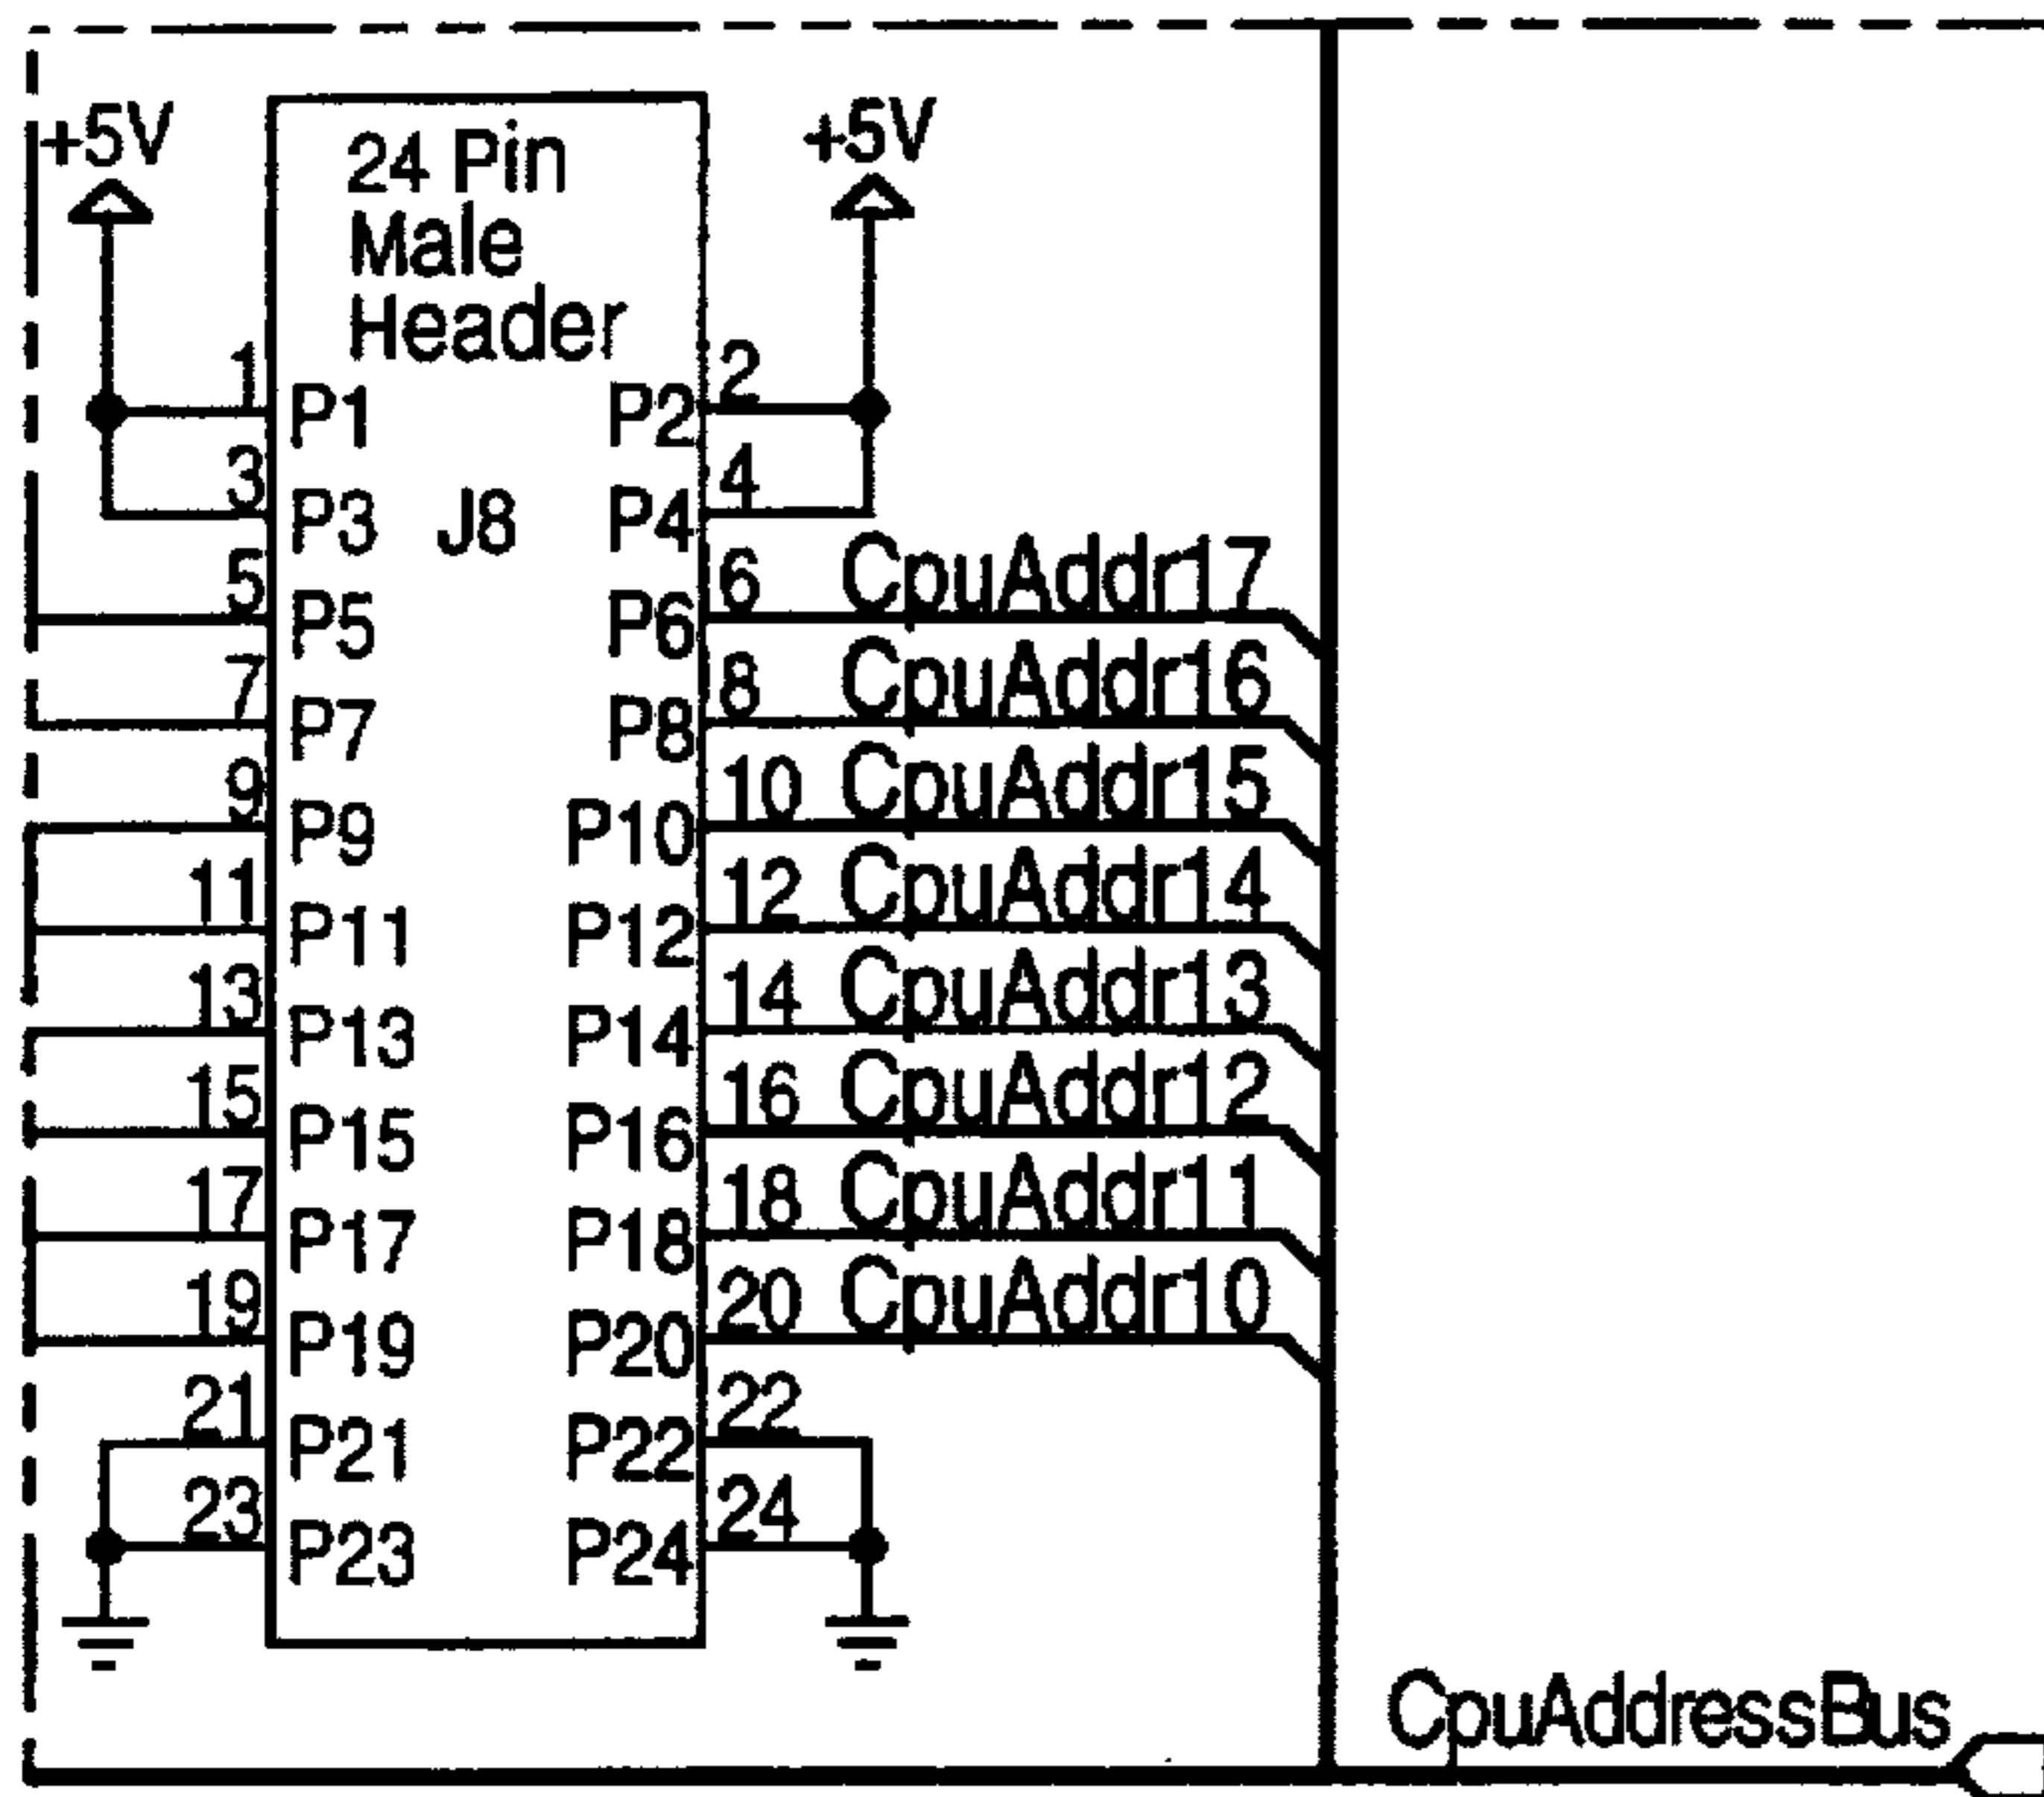 +5V
+5V
24 Pin
Male
Header
1 P1 P2 2
3 P3 J8 P4 4
5 P5 P6 6 CpuAddr17
7 P7 P8 8 CpuAddr16
9 P9 P10 10 CpuAddr15
11 P11 P12 12 CpuAddr14
13 P13 P14 14 CpuAddr13
15 P15 P16 16 CpuAddr12
17 P17 P18 18 CpuAddr11
19 P19 P20 20 CpuAddr10
21 P21 P22 22
23 P23 P24 24
CpuAddressBus